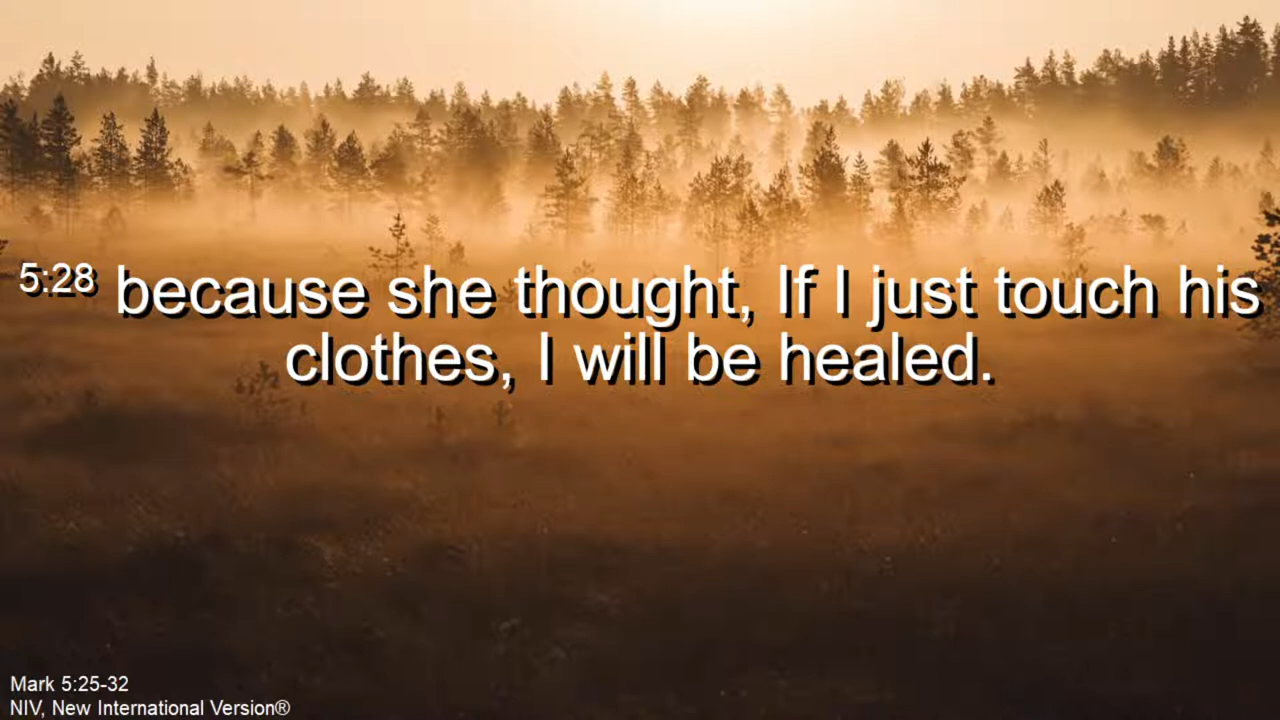 5:28 because she thought, If I just touch his
clothes, I will be healed.
Mark 5:25-32
NIV, New International Version®